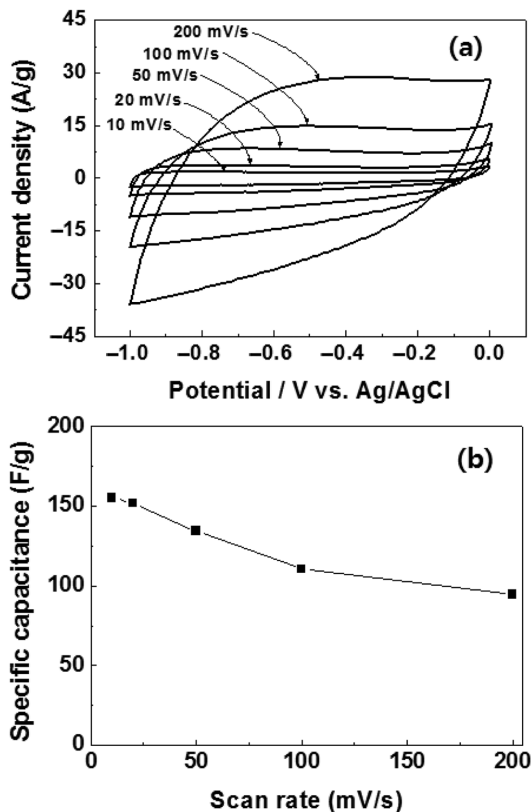 (a)
200 mV/s
100 mV/s
50 mV/s
20 mV/s
10 mV/s
45
30
15
0
–15
–30
–45
Current density (A/g)
–1.0 –0.8 –0.6 –0.4 –0.2 0.0
Potential / V vs. Ag/AgCl
(b)
200
150
100
50
0
Specific capacitance (F/g)
0 50 100 150 200
Scan rate (mV/s)